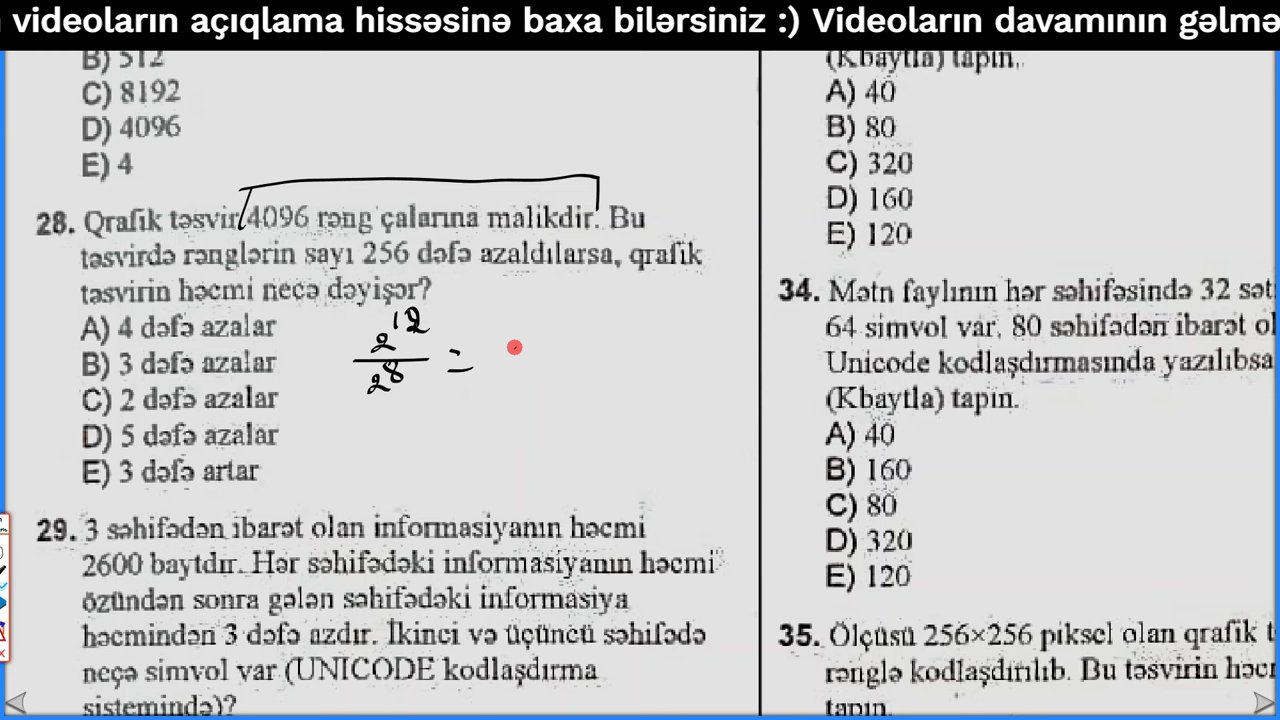 videoların açıqlama hissəsinə baxa bilərsiniz :) Videoların davamının gəlmə
B) 512
C) 8192
D) 4096
E) 4
28. Qrafik təsvir 4096 rəng çalarına malikdir. Bu
təsvirdə rənglərin sayı 256 dəfə azaldılarsa, qrafik
təsvirin həcmi necə dəyişər?
A) 4 dəfə azalar
B) 3 dəfə azalar
C) 2 dəfə azalar
D) 5 dəfə azalar
E) 3 dəfə artar
2^12
2^8 =
29. 3 səhifədən ibarət olan informasiyanın həcmi
2600 baytdır. Hər səhifədəki informasiyanın həcmi
özündən sonra gələn səhifədəki informasiya
həcmindən 3 dəfə azdır. İkinci və üçüncü səhifədə
neçə simvol var (UNICODE kodlaşdırma
sistemində)?
(Kbaytla) tapın.
A) 40
B) 80
C) 320
D) 160
E) 120
34. Mətn faylının hər səhifəsində 32 sət
64 simvol var. 80 səhifədən ibarət ol
Unicode kodlaşdırmasında yazılıbsa
(Kbaytla) tapın.
A) 40
B) 160
C) 80
D) 320
E) 120
35. Ölçüsü 256×256 piksel olan qrafik t
rənglə kodlaşdırılıb. Bu təsvirin həcı
tapın.